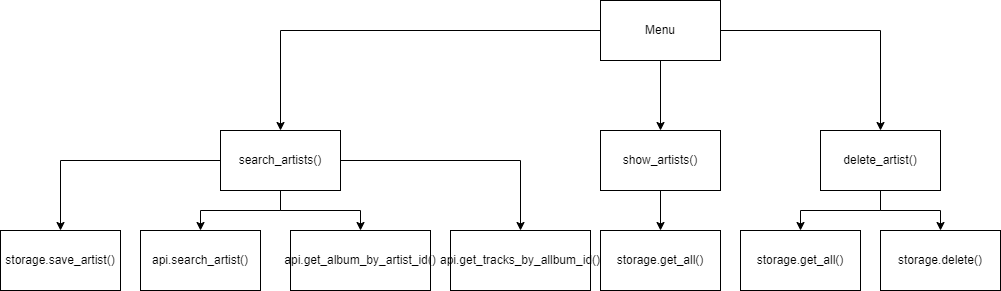 Menu
search_artists()
show_artists()
delete_artist()
storage.save_artist()
api.search_artist()
api.get_album_by_artist_id()
api.get_tracks_by_allbum_id()
storage.get_all()
storage.get_all()
storage.delete()